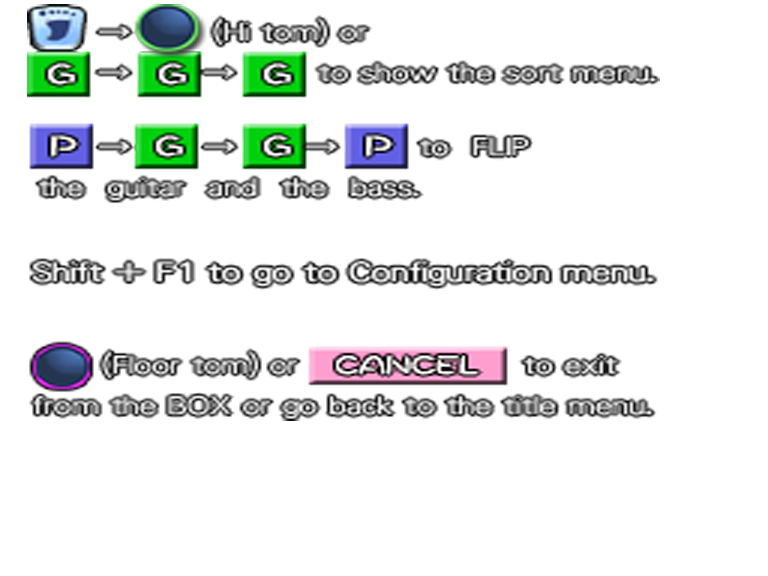 ⇒ (Hi tom) or
G ⇒ G ⇒ G to show the sort menu.
P ⇒ G ⇒ G ⇒ P to FLIP
the guitar and the bass.
Shift + F1 to go to Configuration menu.
(Floor tom) or CANCEL to exit
from the BOX or go back to the title menu.